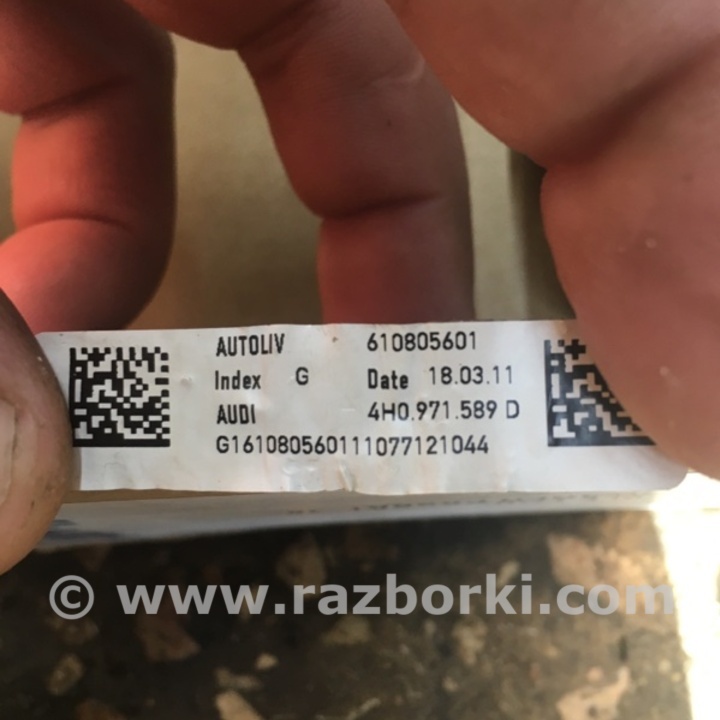 AUTOLIV 610805601
Index G Date 18.03.11
AUDI 4H0.971.589 D
G161080560111077121044
© www.razborki.com